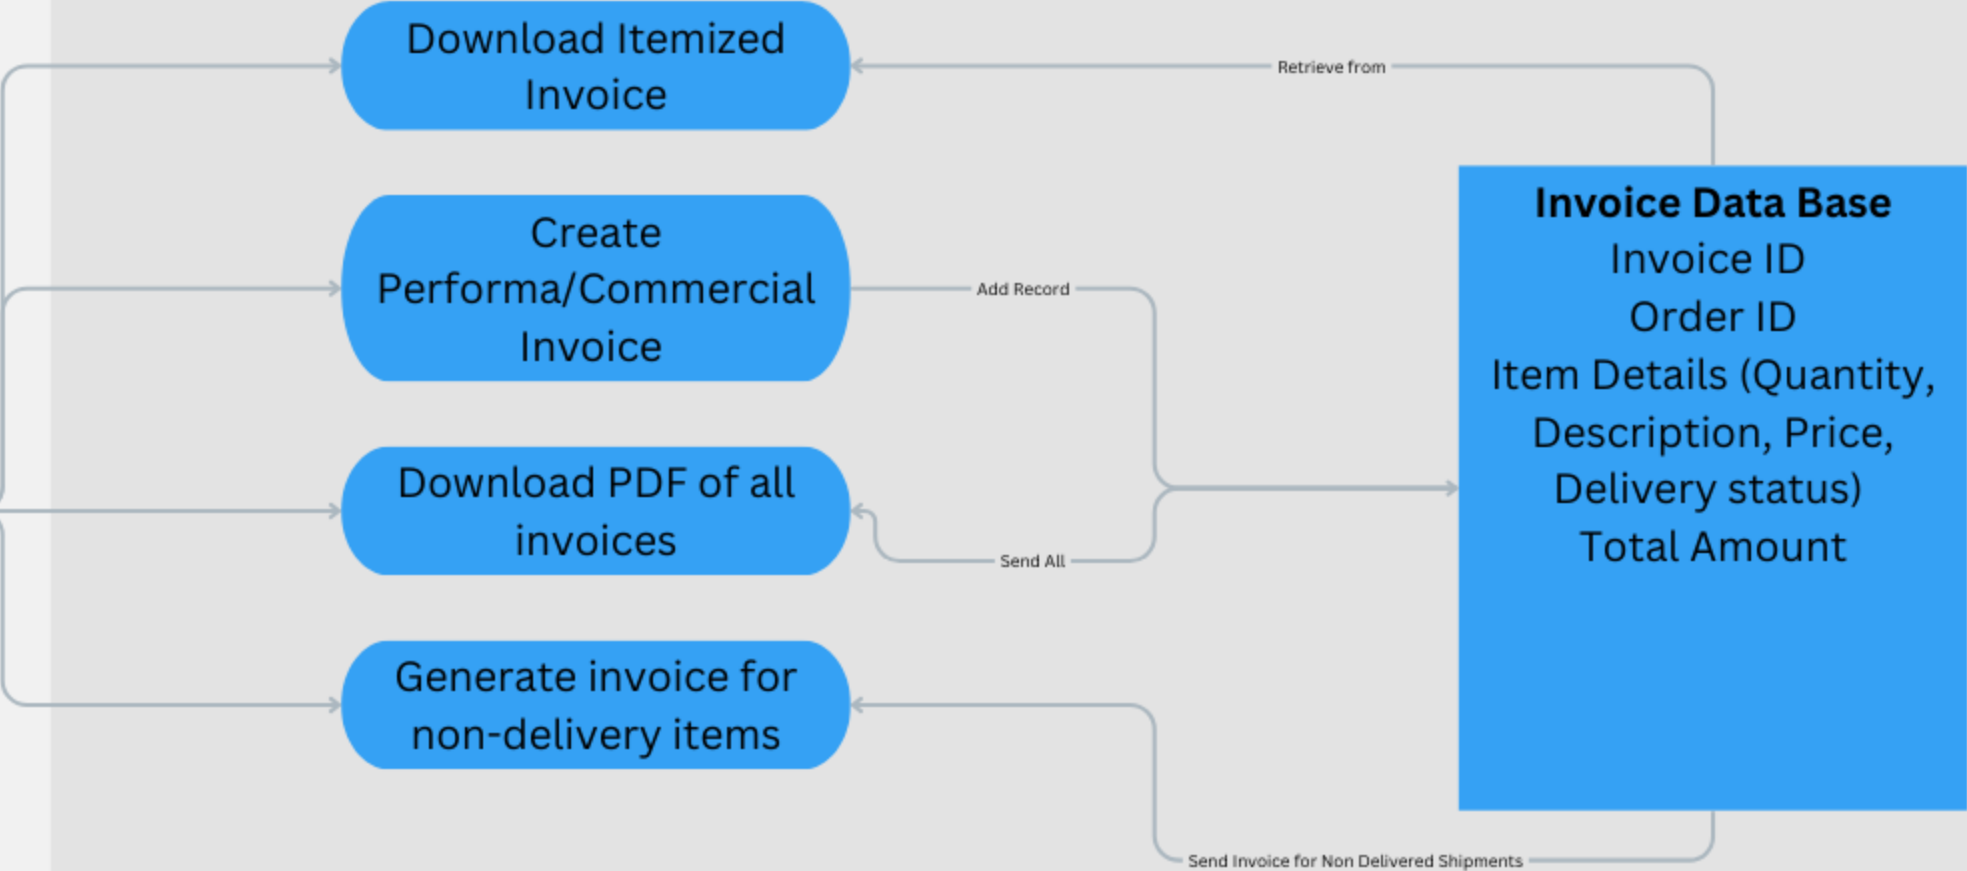 Download Itemized
Invoice
Retrieve from
Create
Performa/Commercial
Invoice
Add Record
Download PDF of all
invoices
Send All
Generate invoice for
non-delivery items
Send Invoice for Non Delivered Shipments
Invoice Data Base
Invoice ID
Order ID
Item Details (Quantity,
Description, Price,
Delivery status)
Total Amount